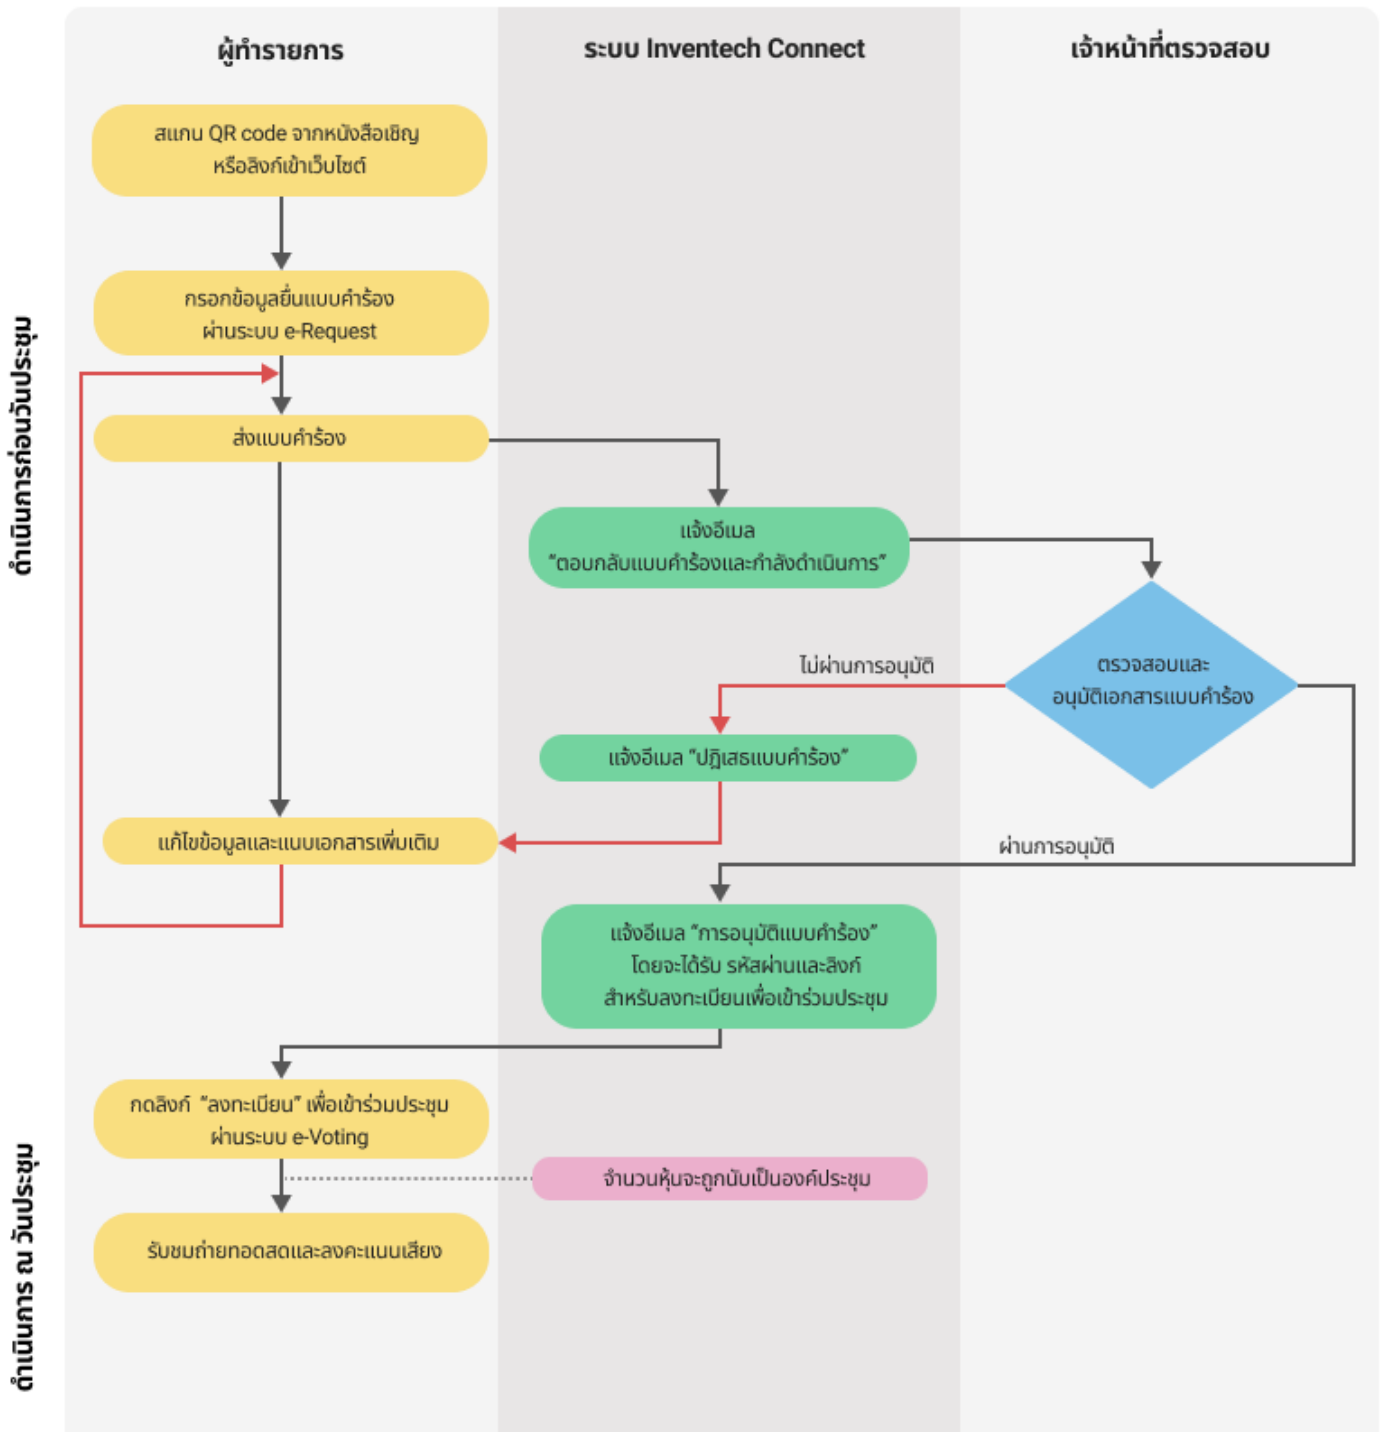 ผู้ทำรายการ
ระบบ Inventech Connect
เจ้าหน้าที่ตรวจสอบ
ดำเนินการก่อนวันประชุม
สแกน QR code จากหนังสือเชิญ
หรือลิงก์เข้าเว็บไซต์
กรอกข้อมูลยื่นแบบคำร้อง
ผ่านระบบ e-Request
ส่งแบบคำร้อง
แจ้งอีเมล
“ตอบกลับแบบคำร้องและกำลังดำเนินการ”
ตรวจสอบและ
อนุมัติเอกสารแบบคำร้อง
ไม่ผ่านการอนุมัติ
แจ้งอีเมล “ปฎิเสธแบบคำร้อง”
แก้ไขข้อมูลและแนบเอกสารเพิ่มเติม
ผ่านการอนุมัติ
แจ้งอีเมล “การอนุมัติแบบคำร้อง”
โดยจะได้รับ รหัสผ่านและลิงก์
สำหรับลงทะเบียนเพื่อเข้าร่วมประชุม
ดำเนินการ ณ วันประชุม
กดลิงก์ “ลงทะเบียน” เพื่อเข้าร่วมประชุม
ผ่านระบบ e-Voting
จำนวนหุ้นจะถูกนับเป็นองค์ประชุม
รับชมถ่ายทอดสดและลงคะแนนเสียง